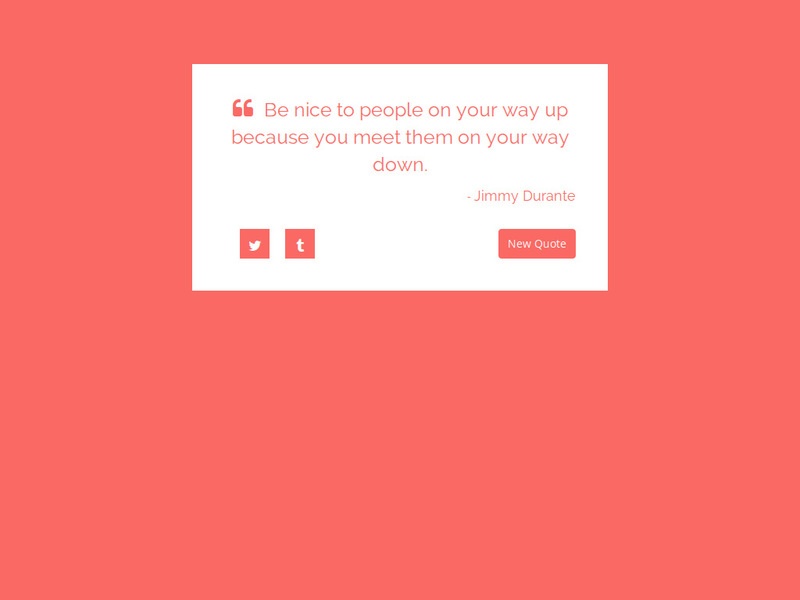 Be nice to people on your way up
because you meet them on your way
down.
- Jimmy Durante
New Quote